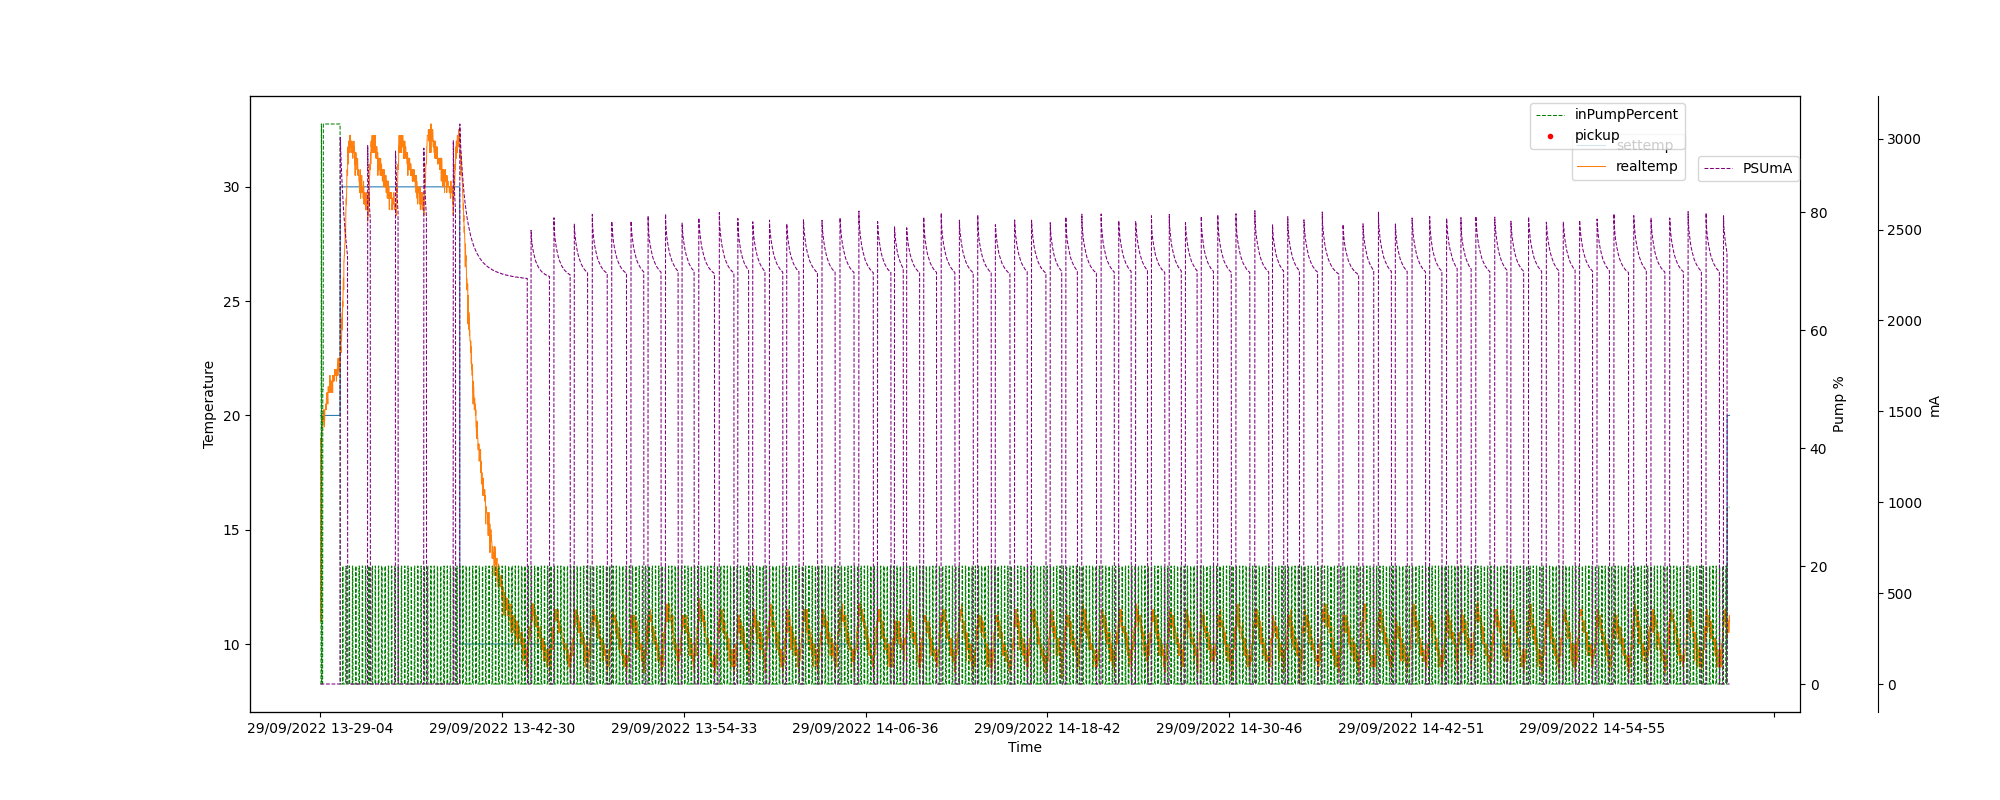 inPumpPercent
pickup
settemp
realtemp
PSUmA
Temperature
30
25
20
15
10
Pump %
80
60
40
20
0
mA
3000
2500
2000
1500
1000
500
0
29/09/2022 13-29-04
29/09/2022 13-42-30
29/09/2022 13-54-33
29/09/2022 14-06-36
29/09/2022 14-18-42
29/09/2022 14-30-46
29/09/2022 14-42-51
29/09/2022 14-54-55
Time